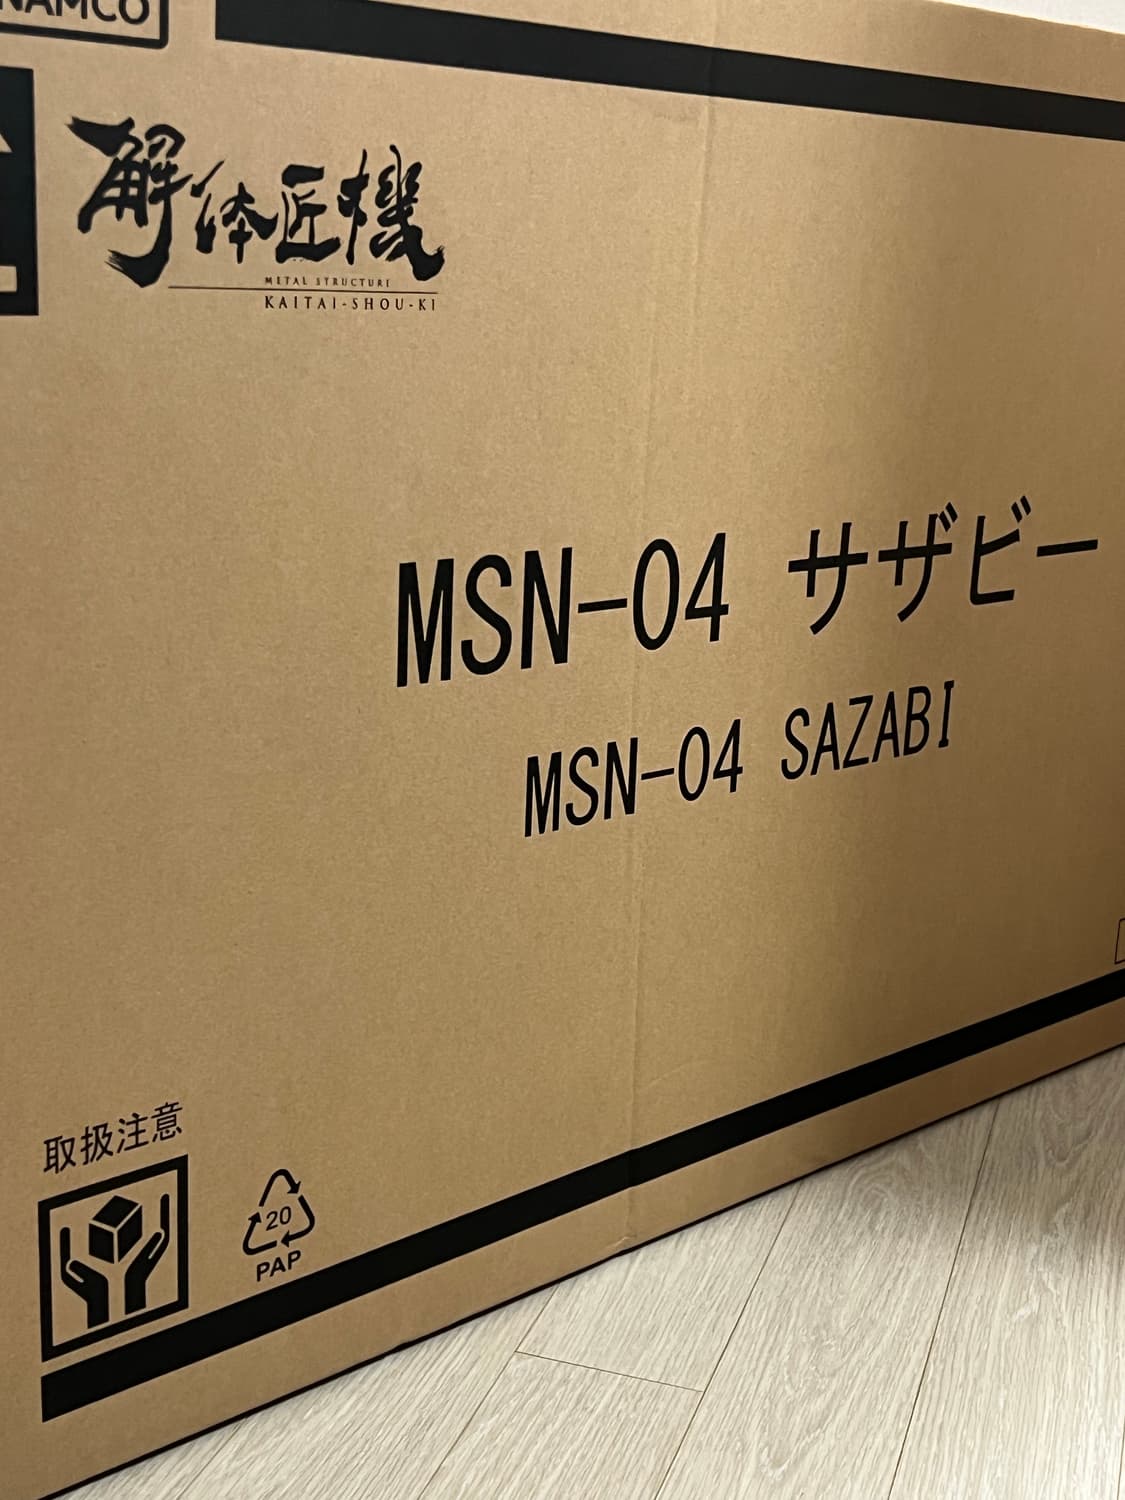 NAMCO
解体匠機
METAL STRUCTURE
KAITAI-SHOU-KI
MSN-04 サザビー
MSN-04 SAZABI
取扱注意
20
PAP